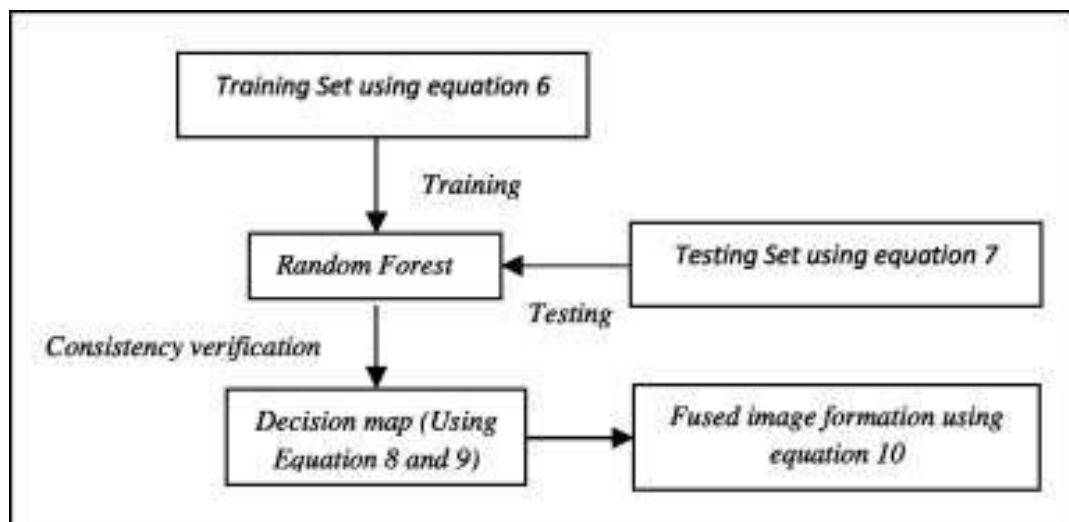 Training Set using equation 6
Training
Random Forest
Testing Set using equation 7
Testing
Consistency verification
Decision map (Using
Equation 8 and 9)
Fused image formation using
equation 10